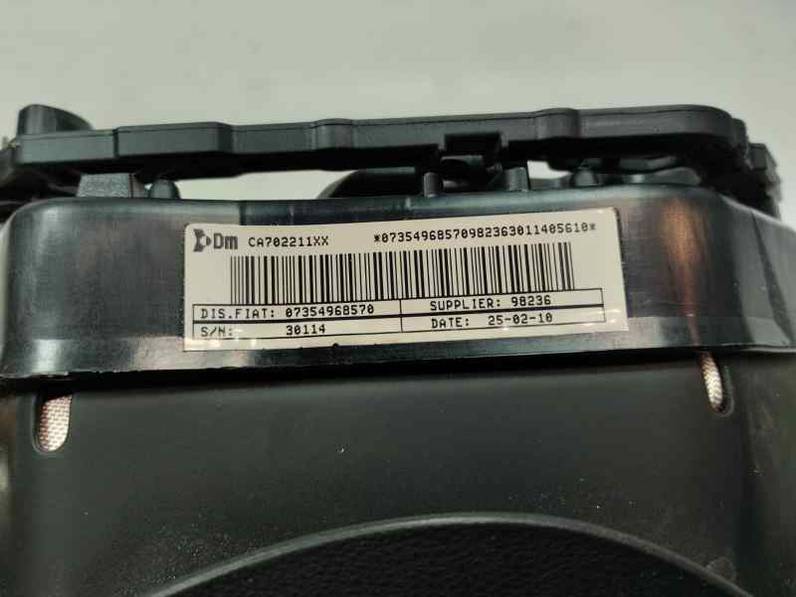 Dm CA702211XX *07354968570982363011405610*
DIS.FIAT: 07354968570 SUPPLIER: 98236
S/N: 30114 DATE: 25-02-10